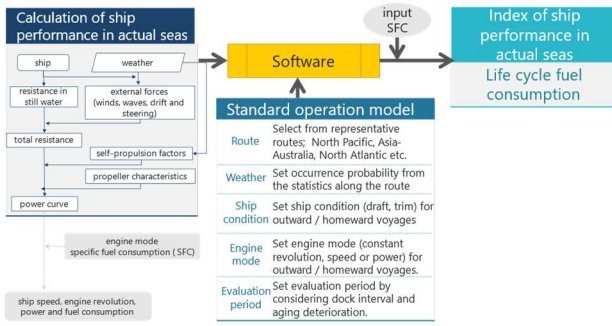 Calculation of ship
performance in actual seas
ship
weather
resistance in
still water
external forces
(winds, waves, drift and
steering)
total resistance
self-propulsion factors
propeller characteristics
power curve
engine mode
specific fuel consumption ( SFC)
ship speed, engine revolution,
power and fuel consumption
Software
input
SFC
Index of ship
performance in
actual seas
Life cycle fuel
consumption
Standard operation model
Route
Select from representative
routes; North Pacific, Asia-
Australia, North Atlantic etc.
Weather
Set occurrence probability from
the statistics along the route
Ship
condition
Set ship condition (draft, trim) for
outward / homeward voyages
Engine
mode
Set engine mode (constant
revolution, speed or power) for
outward / homeward voyages.
Evaluation
period
Set evaluation period by
considering dock interval and
aging deterioration.